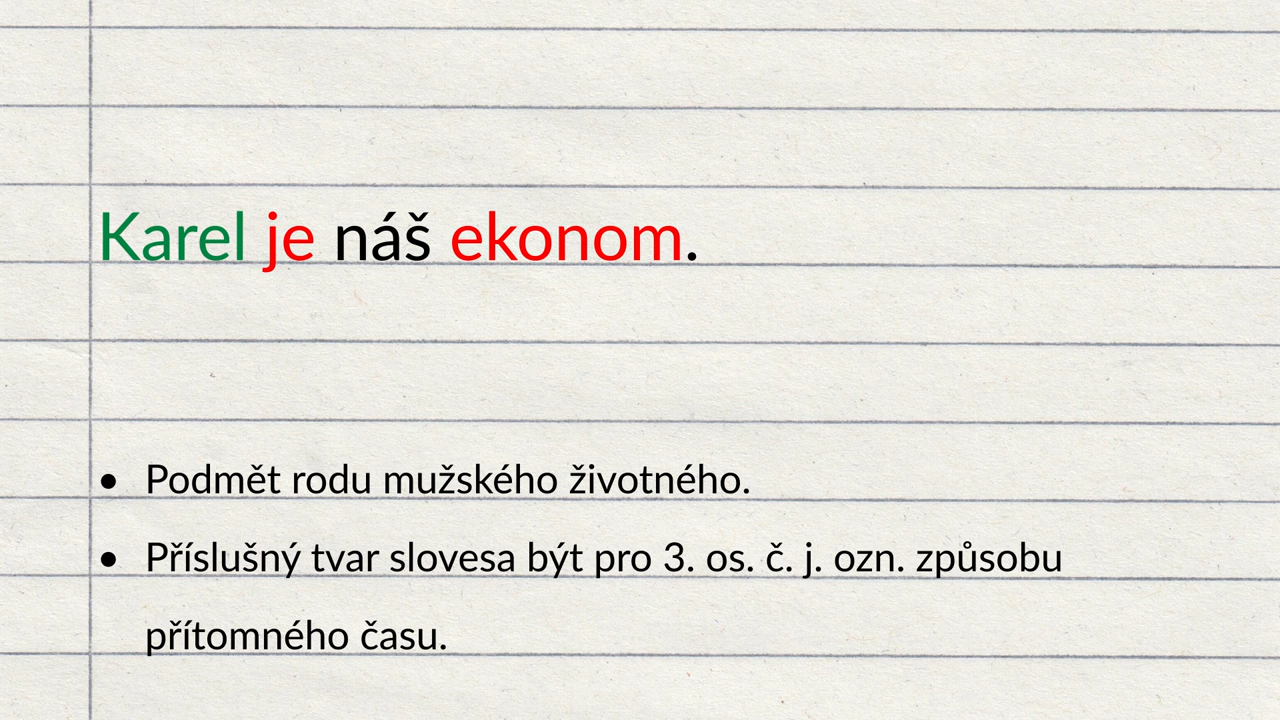 Karel je náš ekonom.
• Podmět rodu mužského životného.
• Příslušný tvar slovesa být pro 3. os. č. j. ozn. způsobu
přítomného času.